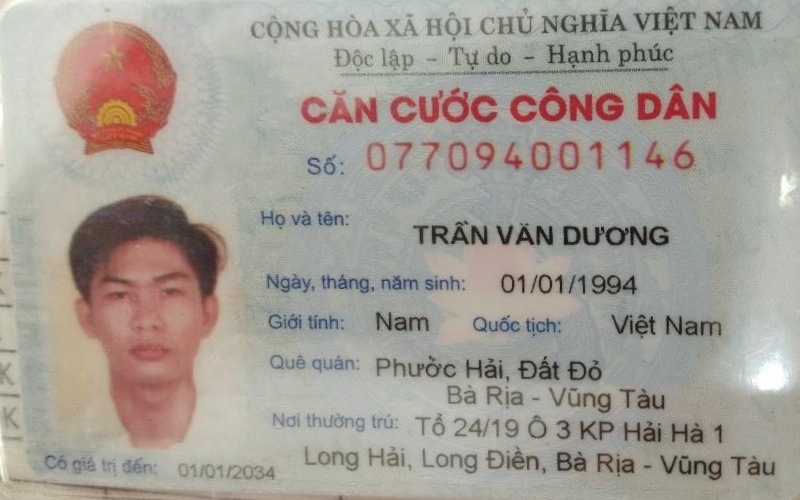 CỘNG HÒA XÃ HỘI CHỦ NGHĨA VIỆT NAM
Độc lập - Tự do - Hạnh phúc
CĂN CƯỚC CÔNG DÂN
Số: 077094001146
Họ và tên: TRẦN VĂN DƯƠNG
Ngày, tháng, năm sinh: 01/01/1994
Giới tính: Nam Quốc tịch: Việt Nam
Quê quán: Phước Hải, Đất Đỏ
Bà Rịa - Vũng Tàu
Nơi thường trú: Tổ 24/19 Ô 3 KP Hải Hà 1
Long Hải, Long Điền, Bà Rịa - Vũng Tàu
Có giá trị đến: 01/01/2034
K
K